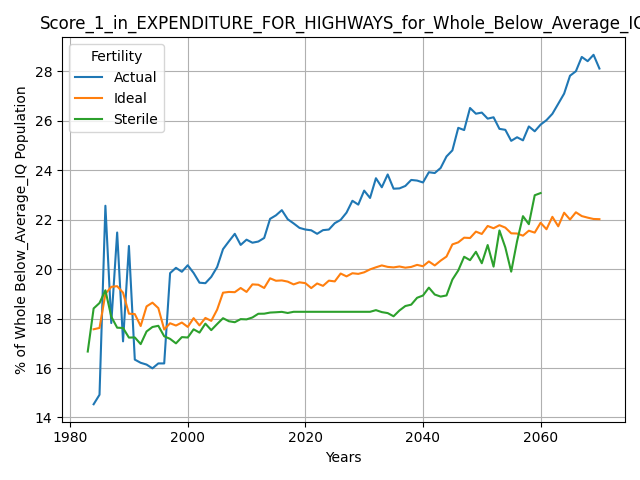 Score_1_in_EXPENDITURE_FOR_HIGHWAYS_for_Whole_Below_Average_IQ
Fertility
Actual
Ideal
Sterile
% of Whole Below_Average_IQ Population
28
26
24
22
20
18
16
14
1980
2000
2020
2040
2060
Years